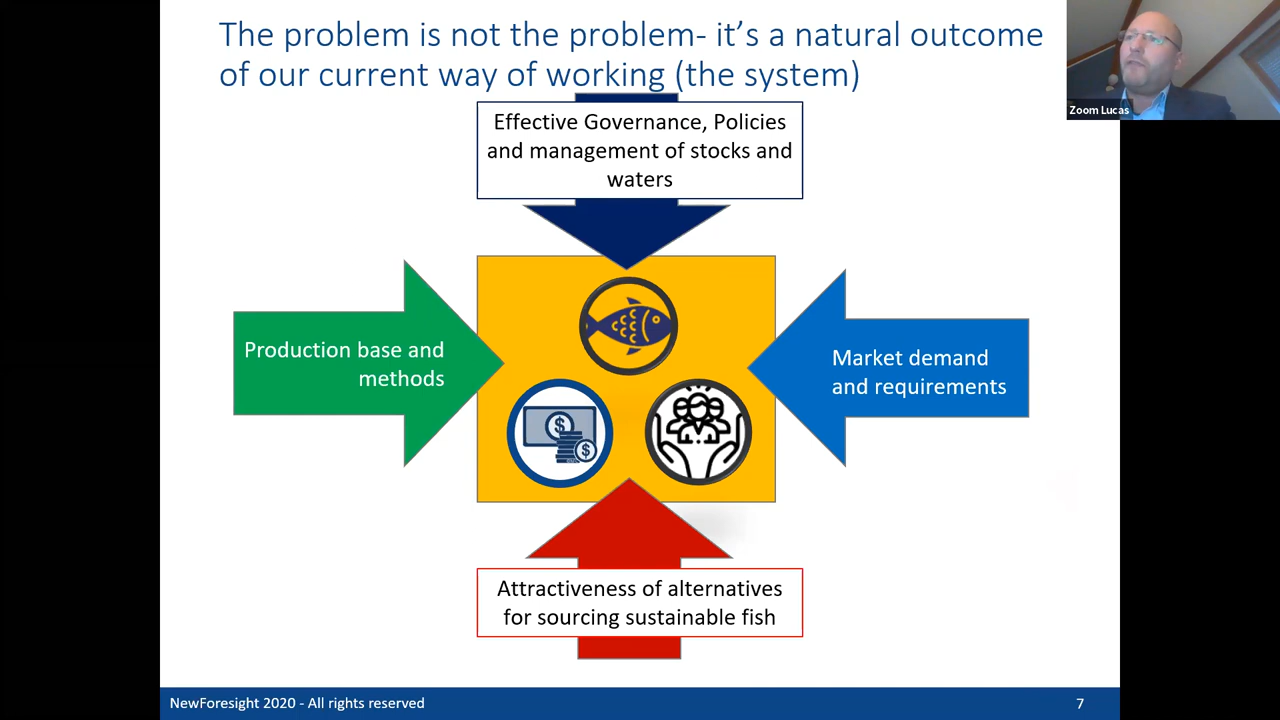 The problem is not the problem- it's a natural outcome
of our current way of working (the system)
Zoom Lucas
Effective Governance, Policies
and management of stocks and
waters
Production base and
methods
Market demand
and requirements
$
$
Attractiveness of alternatives
for sourcing sustainable fish
NewForesight 2020 - All rights reserved
7